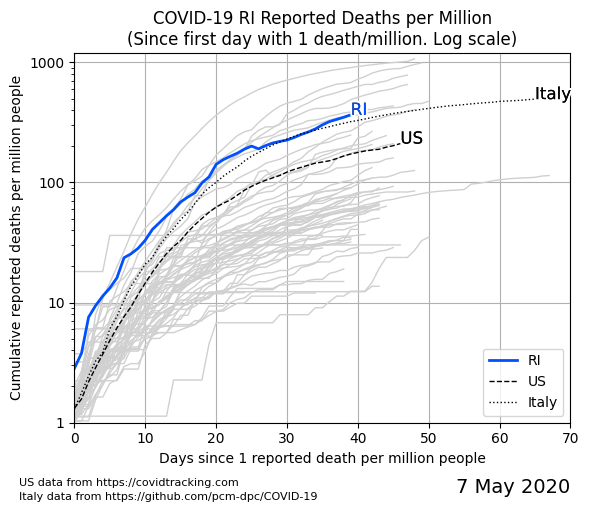 COVID-19 RI Reported Deaths per Million
(Since first day with 1 death/million. Log scale)
Cumulative reported deaths per million people
1000
100
10
1
RI
US
Italy
RI
US
Italy
0 10 20 30 40 50 60 70
Days since 1 reported death per million people
US data from https://covidtracking.com
Italy data from https://github.com/pcm-dpc/COVID-19
7 May 2020